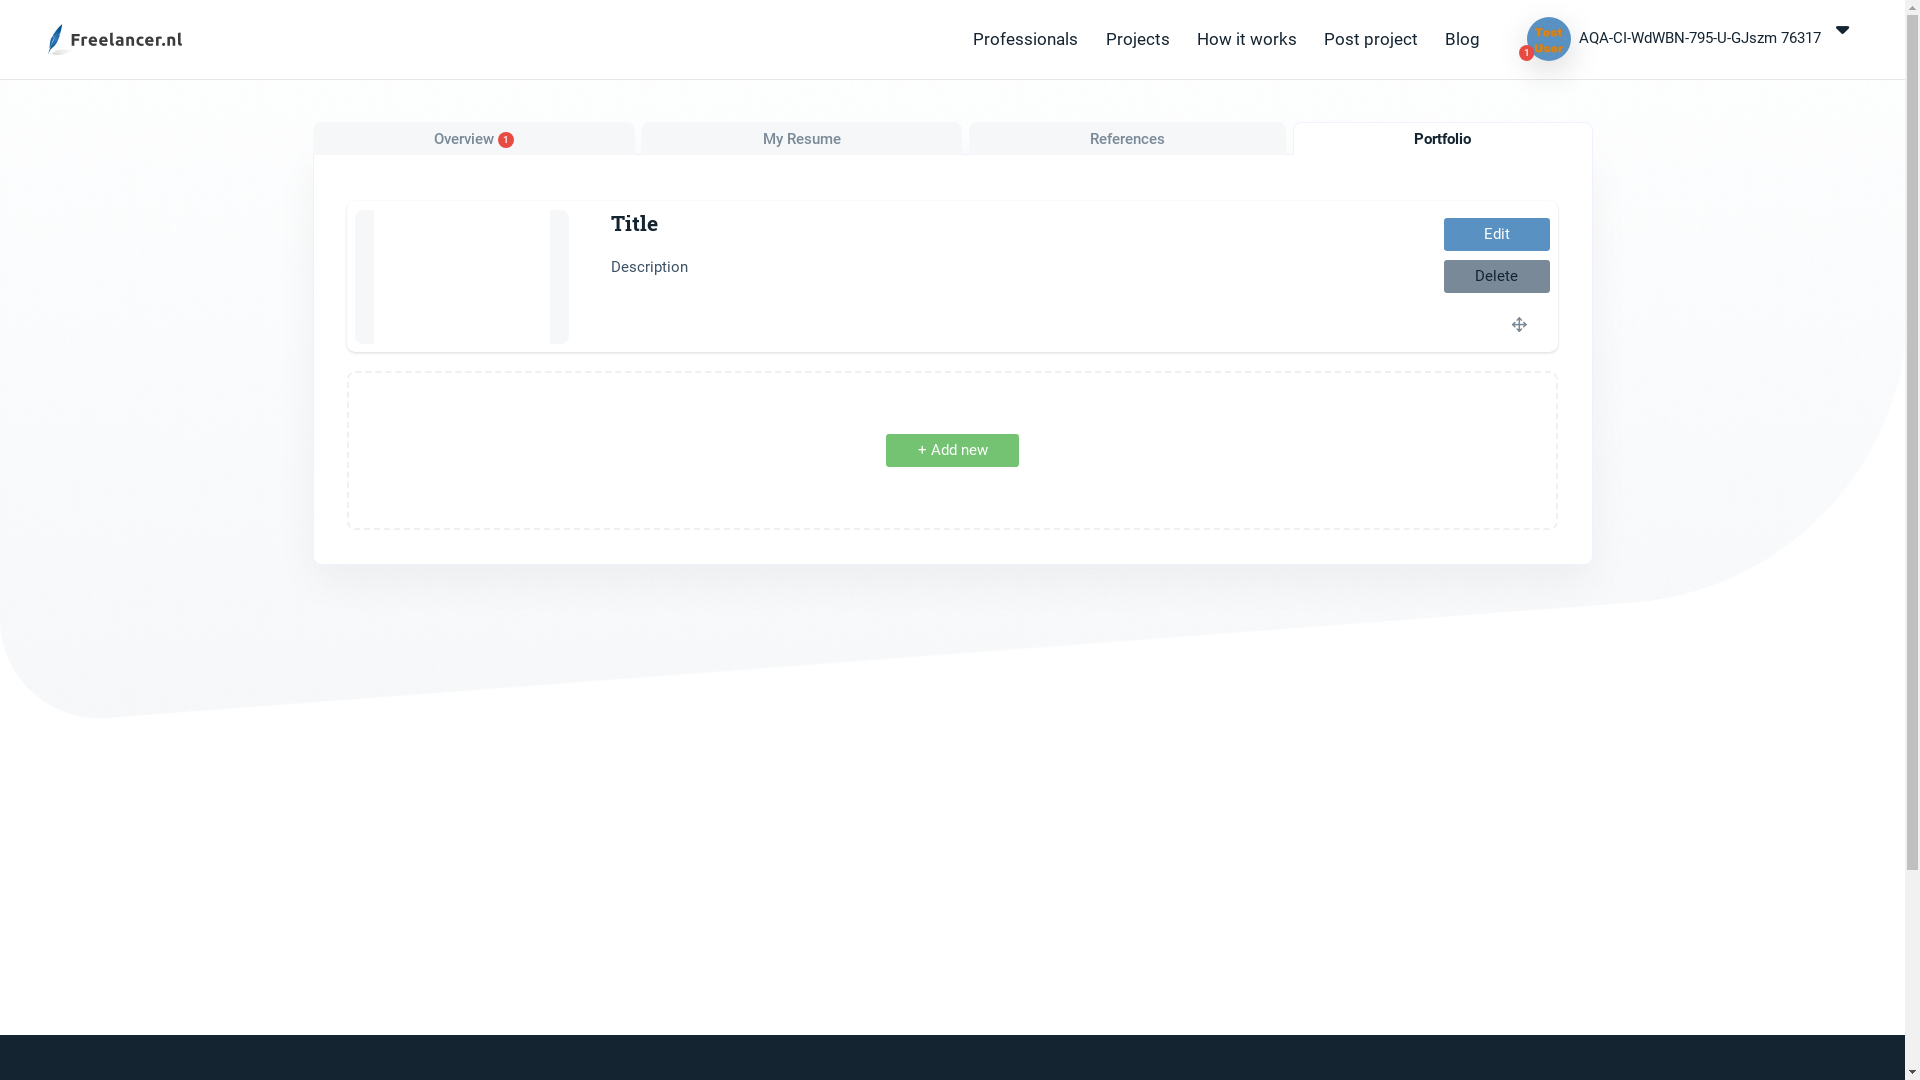 Freelancer.nl
Professionals Projects How it works Post project Blog
Test User
1
AQA-CI-WdWBN-795-U-GJszm 76317
Overview 1
My Resume
References
Portfolio
Title
Description
Edit
Delete
+ Add new